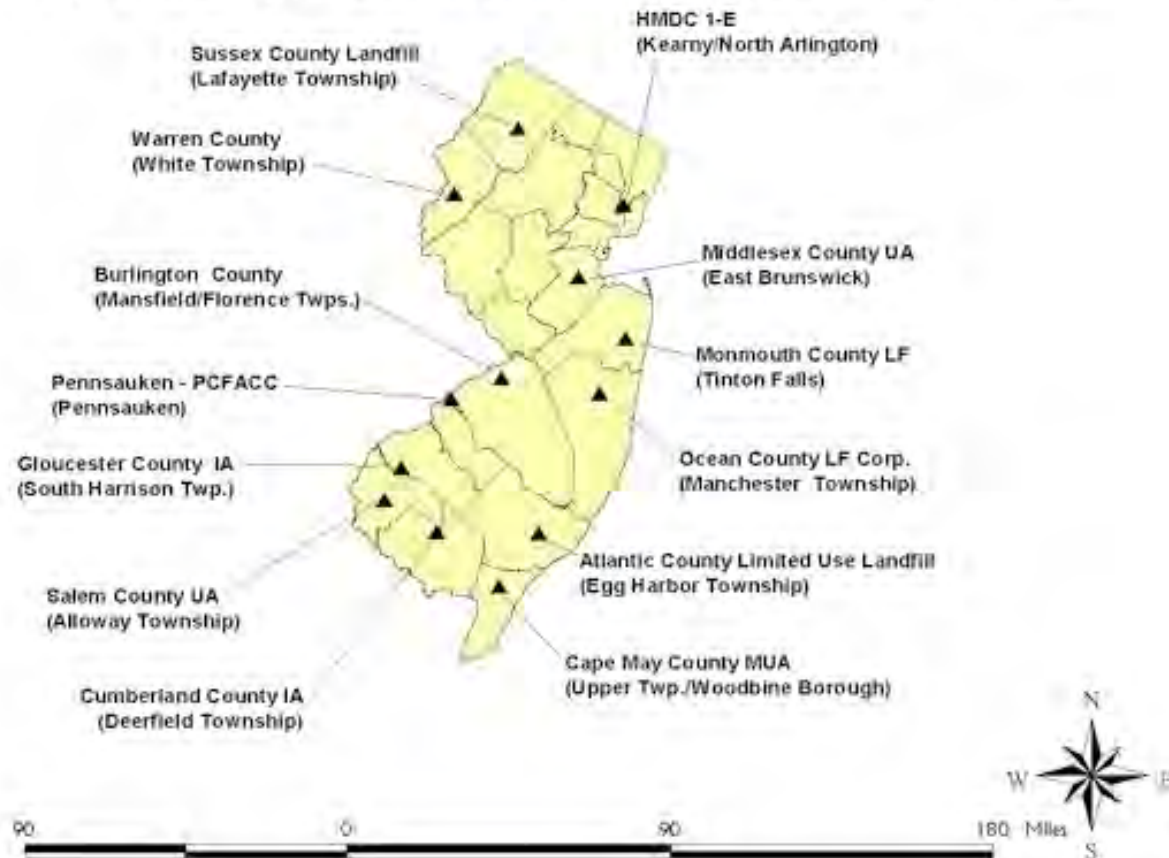 HMDC 1-E
(Kearny/North Arlington)
Sussex County Landfill
(Lafayette Township)
Warren County
(White Township)
Middlesex County UA
(East Brunswick)
Burlington County
(Mansfield/Florence Twps.)
Monmouth County LF
(Tinton Falls)
Pennsauken - PCFACC
(Pennsauken)
Gloucester County IA
(South Harrison Twp.)
Ocean County LF Corp.
(Manchester Township)
Atlantic County Limited Use Landfill
(Egg Harbor Township)
Salem County UA
(Alloway Township)
Cape May County MUA
(Upper Twp./Woodbine Borough)
Cumberland County IA
(Deerfield Township)
N
W
E
S
90 0 90 180 Miles